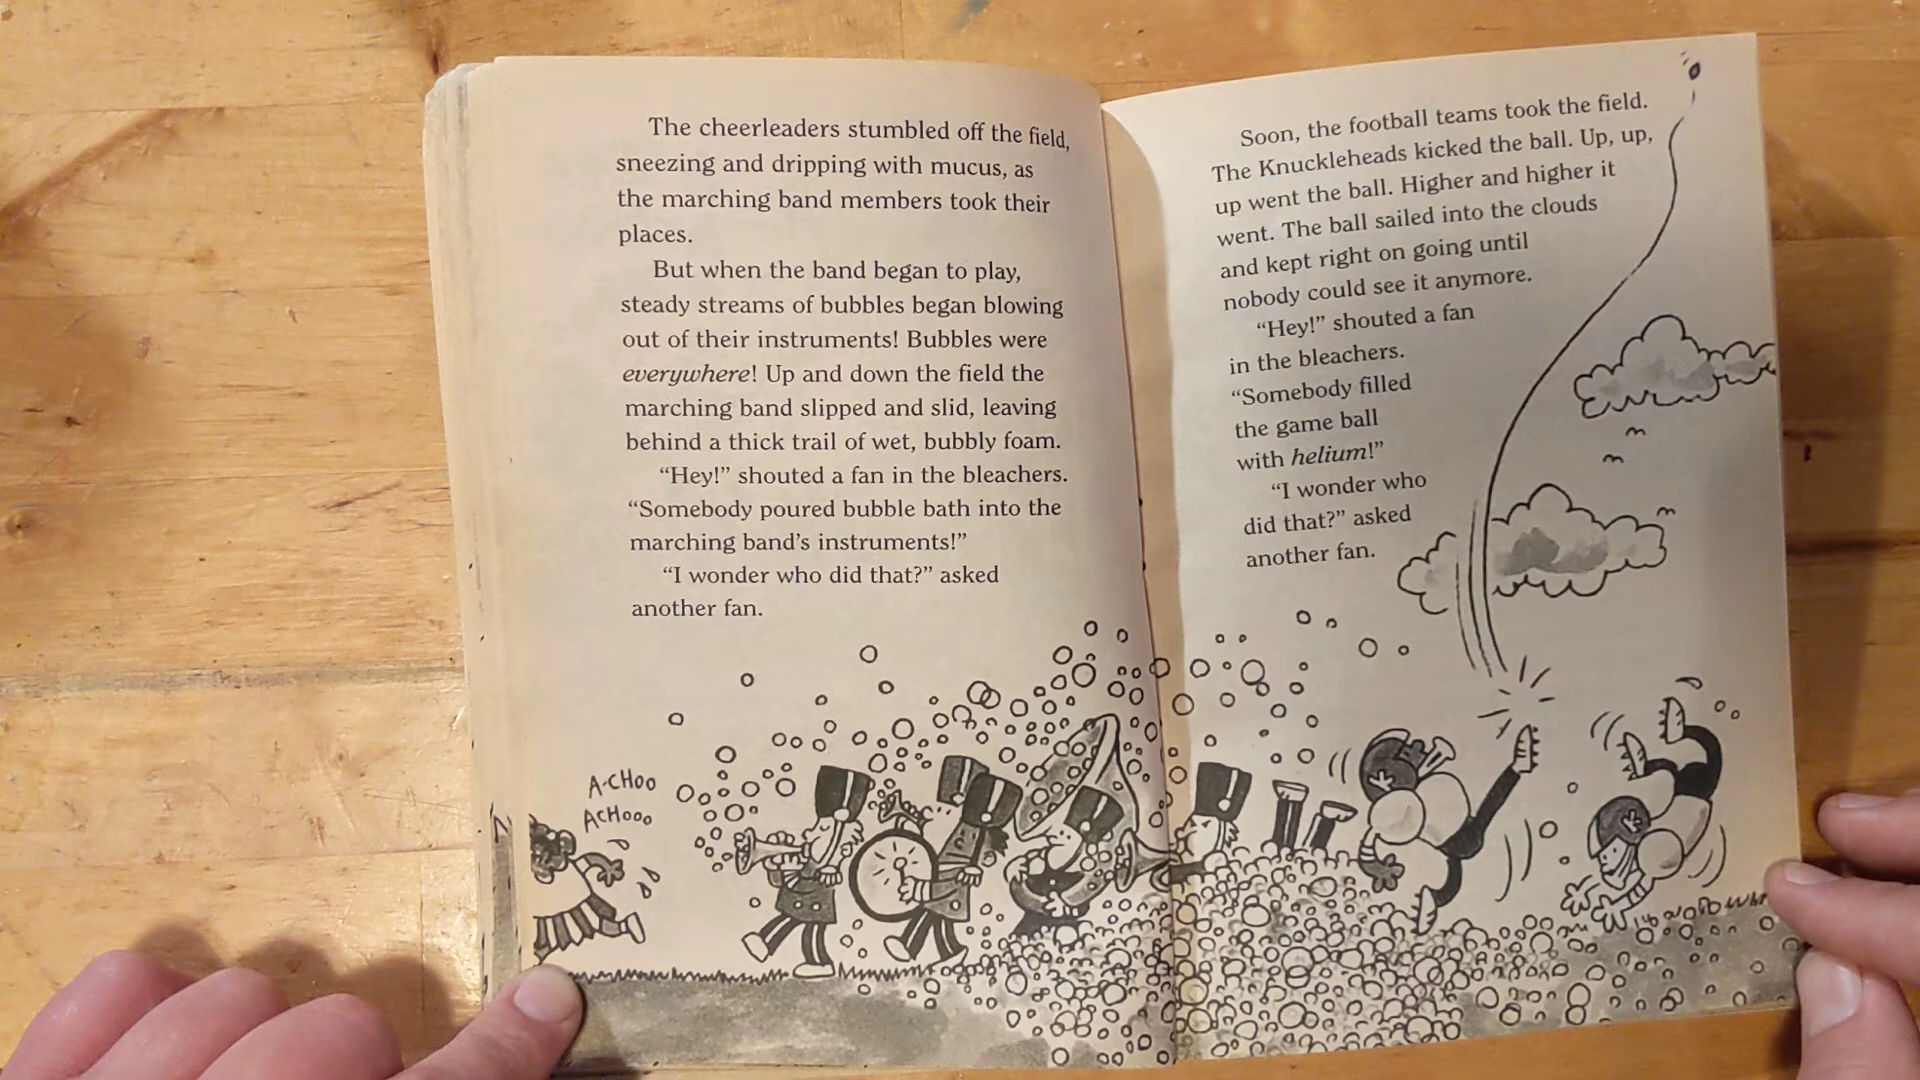 The cheerleaders stumbled off the field,
sneezing and dripping with mucus, as
the marching band members took their
places.
But when the band began to play,
steady streams of bubbles began blowing
out of their instruments! Bubbles were
everywhere! Up and down the field the
marching band slipped and slid, leaving
behind a thick trail of wet, bubbly foam.
“Hey!” shouted a fan in the bleachers.
“Somebody poured bubble bath into the
marching band’s instruments!”
“I wonder who did that?” asked
another fan.
A-CHOO
ACHOOO
Soon, the football teams took the field.
The Knuckleheads kicked the ball. Up, up,
up went the ball. Higher and higher it
went. The ball sailed into the clouds
and kept right on going until
nobody could see it anymore.
“Hey!” shouted a fan
in the bleachers.
“Somebody filled
the game ball
with helium!”
“I wonder who
did that?” asked
another fan.